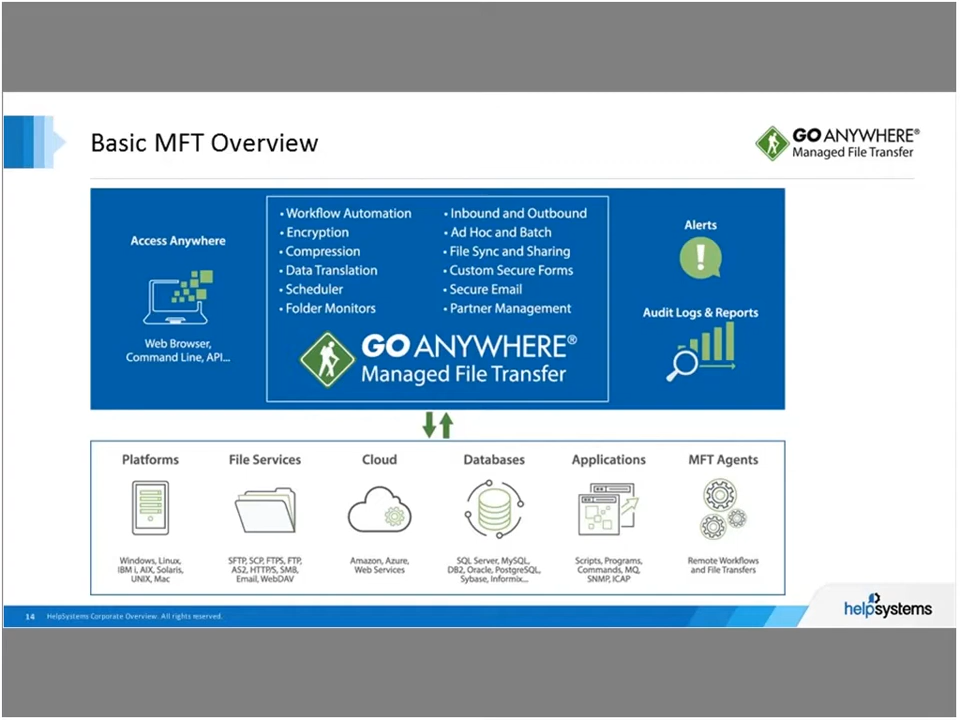 Basic MFT Overview
GO ANYWHERE®
Managed File Transfer
Access Anywhere
Web Browser,
Command Line, API...
• Workflow Automation
• Encryption
• Compression
• Data Translation
• Scheduler
• Folder Monitors
• Inbound and Outbound
• Ad Hoc and Batch
• File Sync and Sharing
• Custom Secure Forms
• Secure Email
• Partner Management
GO ANYWHERE®
Managed File Transfer
Alerts
!
Audit Logs & Reports
Platforms
Windows, Linux,
IBM i, AIX, Solaris,
UNIX, Mac
File Services
SFTP, SCP, FTPS, FTP,
AS2, HTTP/S, SMB,
Email, WebDAV
Cloud
Amazon, Azure,
Web Services
Databases
SQL Server, MySQL,
DB2, Oracle, PostgreSQL,
Sybase, Informix...
Applications
Scripts, Programs,
Commands, MQ,
SNMP, ICAP
MFT Agents
Remote Workflows
and File Transfers
14 HelpSystems Corporate Overview. All rights reserved.
helpsystems